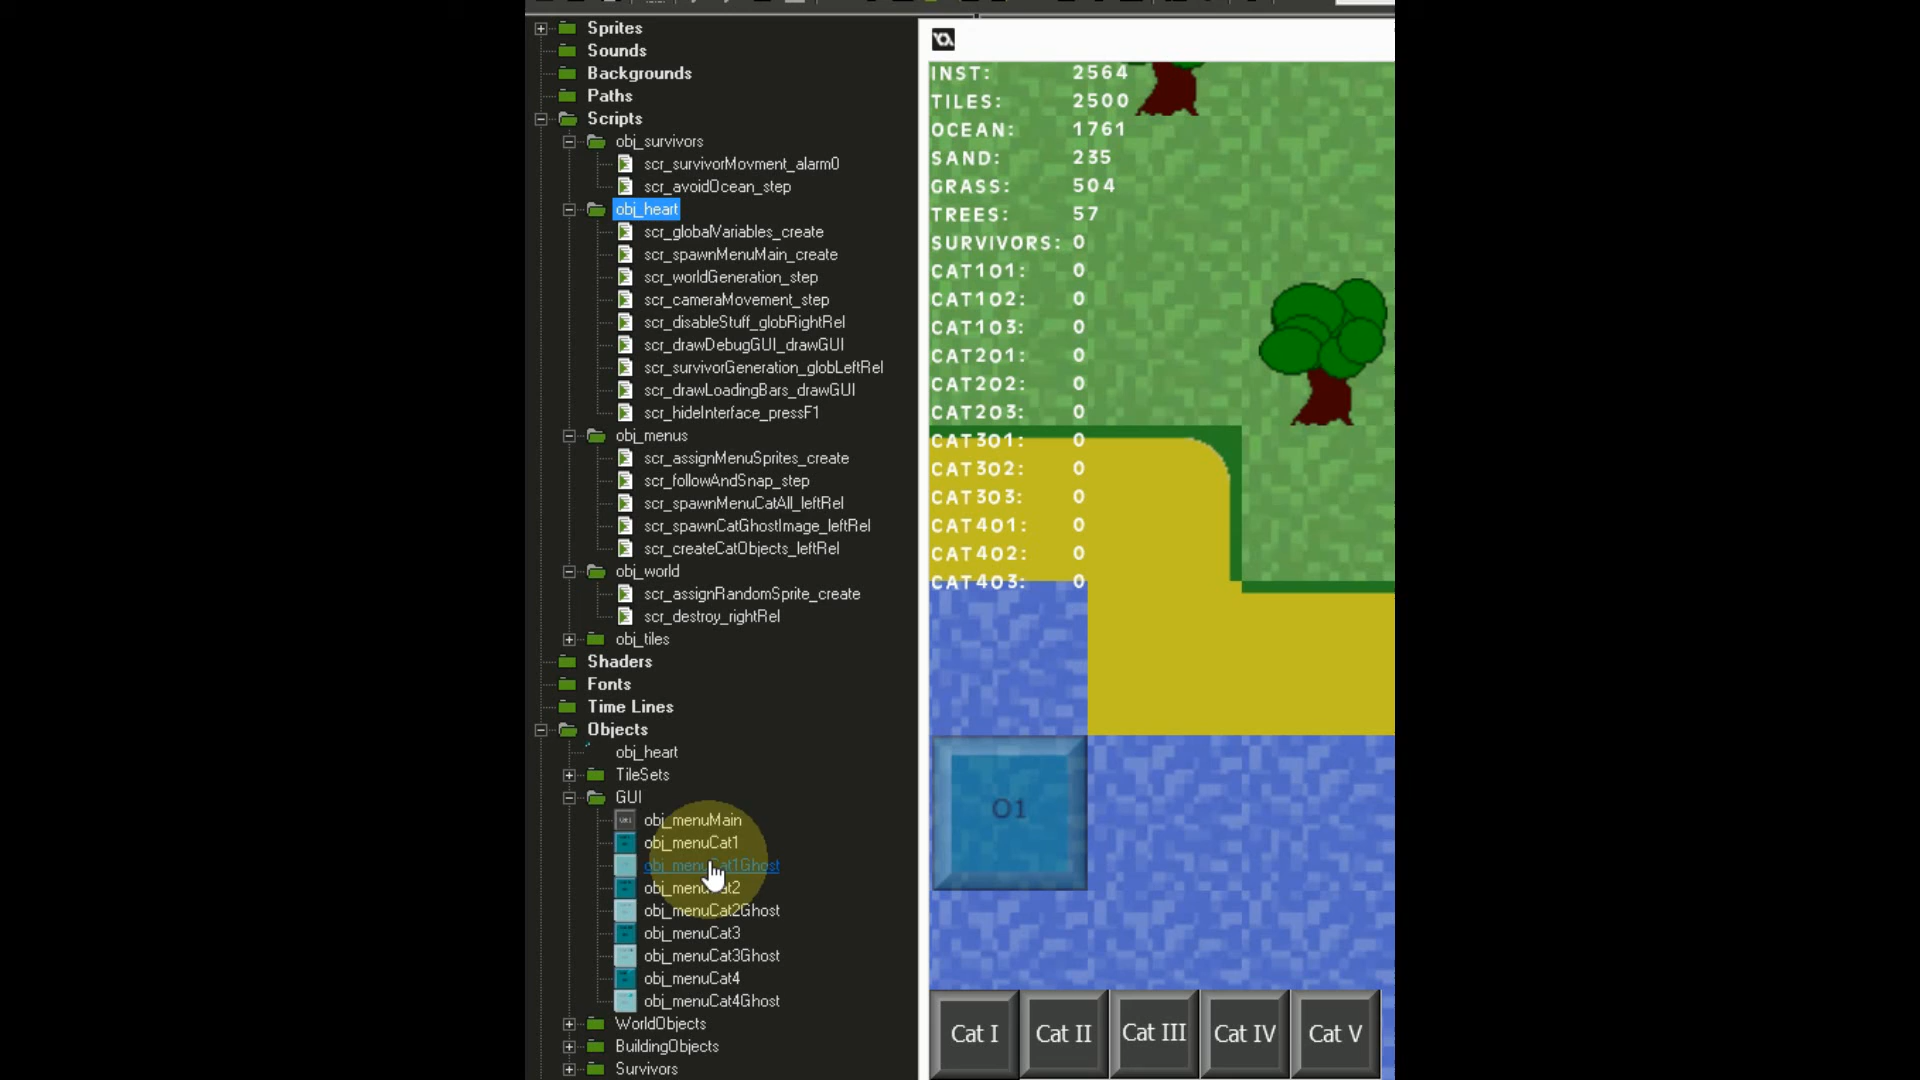 Sprites
Sounds
Backgrounds
Paths
Scripts
obj_survivors
scr_survivorMovment_alarm0
scr_avoidOcean_step
obj_heart
scr_globalVariables_create
scr_spawnMenuMain_create
scr_worldGeneration_step
scr_cameraMovement_step
scr_disableStuff_globRightRel
scr_drawDebugGUI_drawGUI
scr_survivorGeneration_globLeftRel
scr_drawLoadingBars_drawGUI
scr_hideInterface_pressF1
obj_menus
scr_assignMenuSprites_create
scr_followAndSnap_step
scr_spawnMenuCatAll_leftRel
scr_spawnCatGhostImage_leftRel
scr_createCatObjects_leftRel
obj_world
scr_assignRandomSprite_create
scr_destroy_rightRel
obj_tiles
Shaders
Fonts
Time Lines
Objects
obj_heart
TileSets
GUI
obj_menuMain
obj_menuCat1
obj_menuCat1Ghost
obj_menuCat2
obj_menuCat2Ghost
obj_menuCat3
obj_menuCat3Ghost
obj_menuCat4
obj_menuCat4Ghost
WorldObjects
BuildingObjects
Survivors
INST: 2564
TILES: 2500
OCEAN: 1761
SAND: 235
GRASS: 504
TREES: 57
SURVIVORS: 0
CAT101: 0
CAT102: 0
CAT103: 0
CAT201: 0
CAT202: 0
CAT203: 0
CAT301: 0
CAT302: 0
CAT303: 0
CAT401: 0
CAT402: 0
CAT403: 0
01
Cat I Cat II Cat III Cat IV Cat V